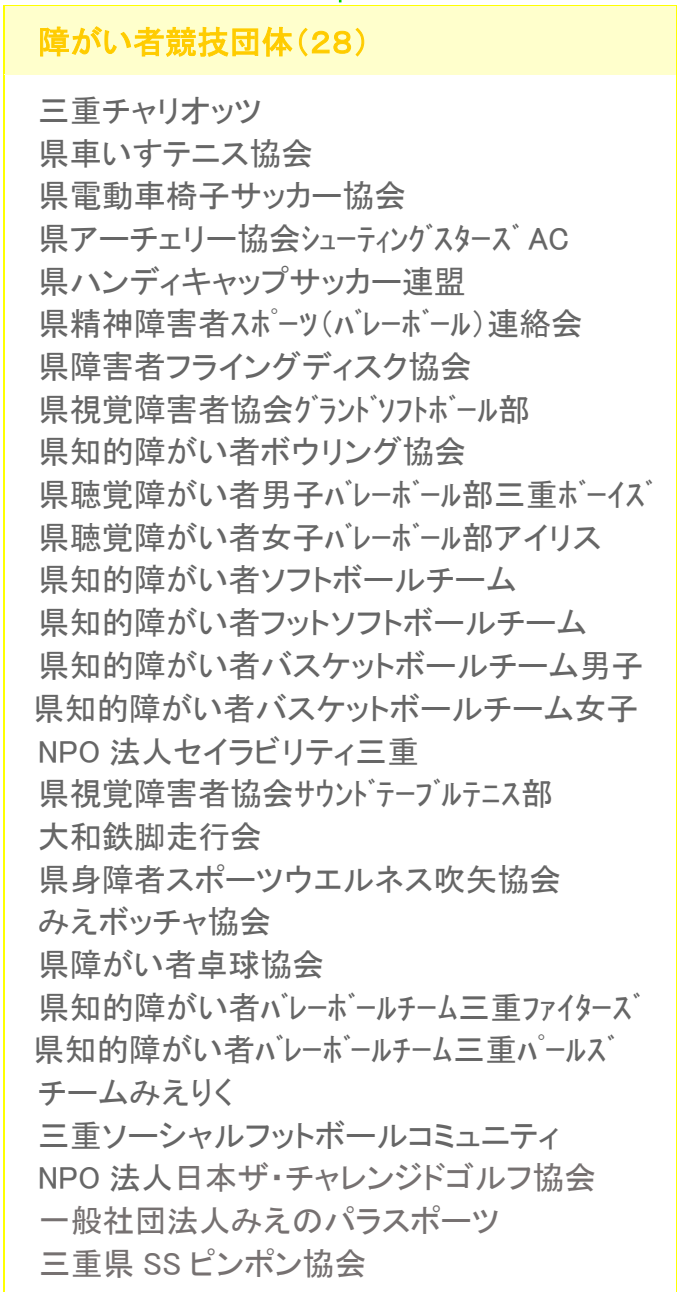 障がい者競技団体(28)
三重チャリオッツ
県車いすテニス協会
県電動車椅子サッカー協会
県アーチェリー協会ｼｭｰﾃｨﾝｸﾞｽﾀｰｽﾞ AC
県ハンディキャップサッカー連盟
県精神障害者ｽﾎﾟｰﾂ(ﾊﾞﾚｰﾎﾞｰﾙ)連絡会
県障害者フライングディスク協会
県視覚障害者協会ｸﾞﾗﾝﾄﾞｿﾌﾄﾎﾞｰﾙ部
県知的障がい者ボウリング協会
県聴覚障がい者男子ﾊﾞﾚｰﾎﾞｰﾙ部三重ﾎﾞｰｲｽﾞ
県聴覚障がい者女子ﾊﾞﾚｰﾎﾞｰﾙ部アイリス
県知的障がい者ソフトボールチーム
県知的障がい者フットソフトボールチーム
県知的障がい者バスケットボールチーム男子
県知的障がい者バスケットボールチーム女子
NPO 法人セイラビリティ三重
県視覚障害者協会ｻｳﾝﾄﾞﾃｰﾌﾞﾙﾃﾆｽ部
大和鉄脚走行会
県身障者スポーツウエルネス吹矢協会
みえボッチャ協会
県障がい者卓球協会
県知的障がい者ﾊﾞﾚｰﾎﾞｰﾙﾁｰﾑ三重ﾌｧｲﾀｰｽﾞ
県知的障がい者ﾊﾞﾚｰﾎﾞｰﾙﾁｰﾑ三重ﾊﾟｰﾙｽﾞ
チームみえりく
三重ソーシャルフットボールコミュニティ
NPO 法人日本ザ・チャレンジドゴルフ協会
一般社団法人みえのパラスポーツ
三重県 SS ピンポン協会